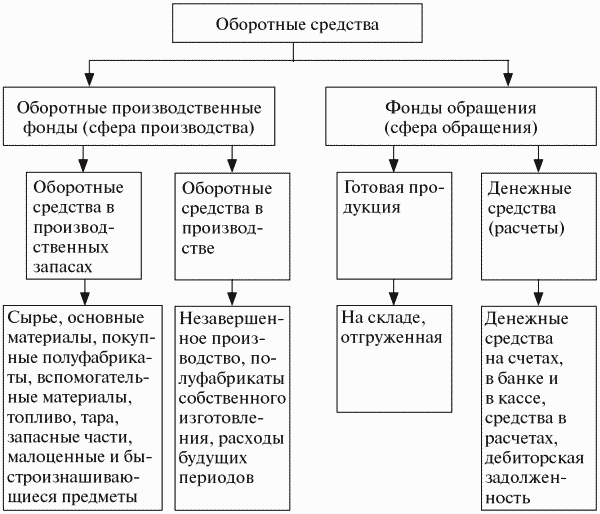 Оборотные средства
Оборотные производственные
фонды (сфера производства)
Фонды обращения
(сфера обращения)
Оборотные
средства в
производ-
ственных
запасах
Оборотные
средства в
производ-
стве
Готовая про-
дукция
Денежные
средства
(расчеты)
Сырье, основные
материалы, покуп-
ные полуфабрика-
ты, вспомогатель-
ные материалы,
топливо, тара,
запасные части,
малоценные и бы-
строизнашиваю-
щиеся предметы
Незавершен-
ное произ-
водство, по-
луфабрикаты
собственного
изготовле-
ния, расходы
будущих
периодов
На складе,
отгруженная
Денежные
средства
на счетах,
в банке и
в кассе,
средства в
расчетах,
дебиторская
задолжен-
ность